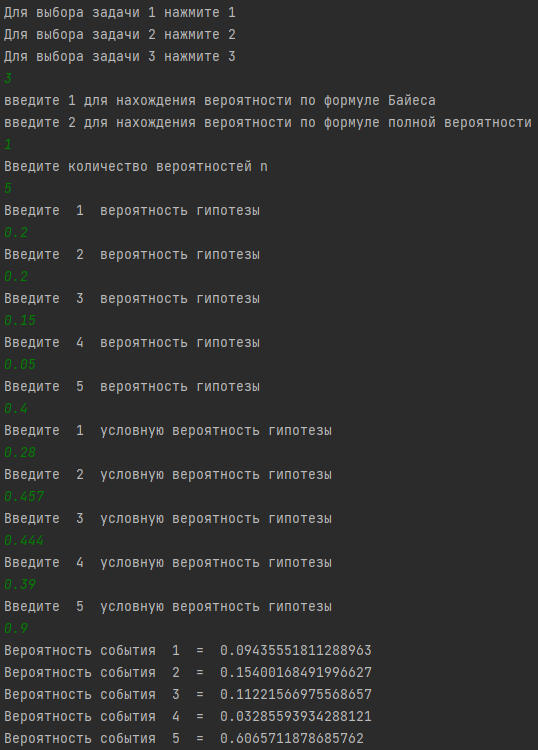 Для выбора задачи 1 нажмите 1
Для выбора задачи 2 нажмите 2
Для выбора задачи 3 нажмите 3
3
введите 1 для нахождения вероятности по формуле Байеса
введите 2 для нахождения вероятности по формуле полной вероятности
1
Введите количество вероятностей n
5
Введите  1  вероятность гипотезы
0.2
Введите  2  вероятность гипотезы
0.2
Введите  3  вероятность гипотезы
0.15
Введите  4  вероятность гипотезы
0.05
Введите  5  вероятность гипотезы
0.4
Введите  1  условную вероятность гипотезы
0.28
Введите  2  условную вероятность гипотезы
0.457
Введите  3  условную вероятность гипотезы
0.444
Введите  4  условную вероятность гипотезы
0.39
Введите  5  условную вероятность гипотезы
0.9
Вероятность события  1  =  0.09435551811288963
Вероятность события  2  =  0.15400168491996627
Вероятность события  3  =  0.11221566975568657
Вероятность события  4  =  0.03285593934288121
Вероятность события  5  =  0.6065711878685762